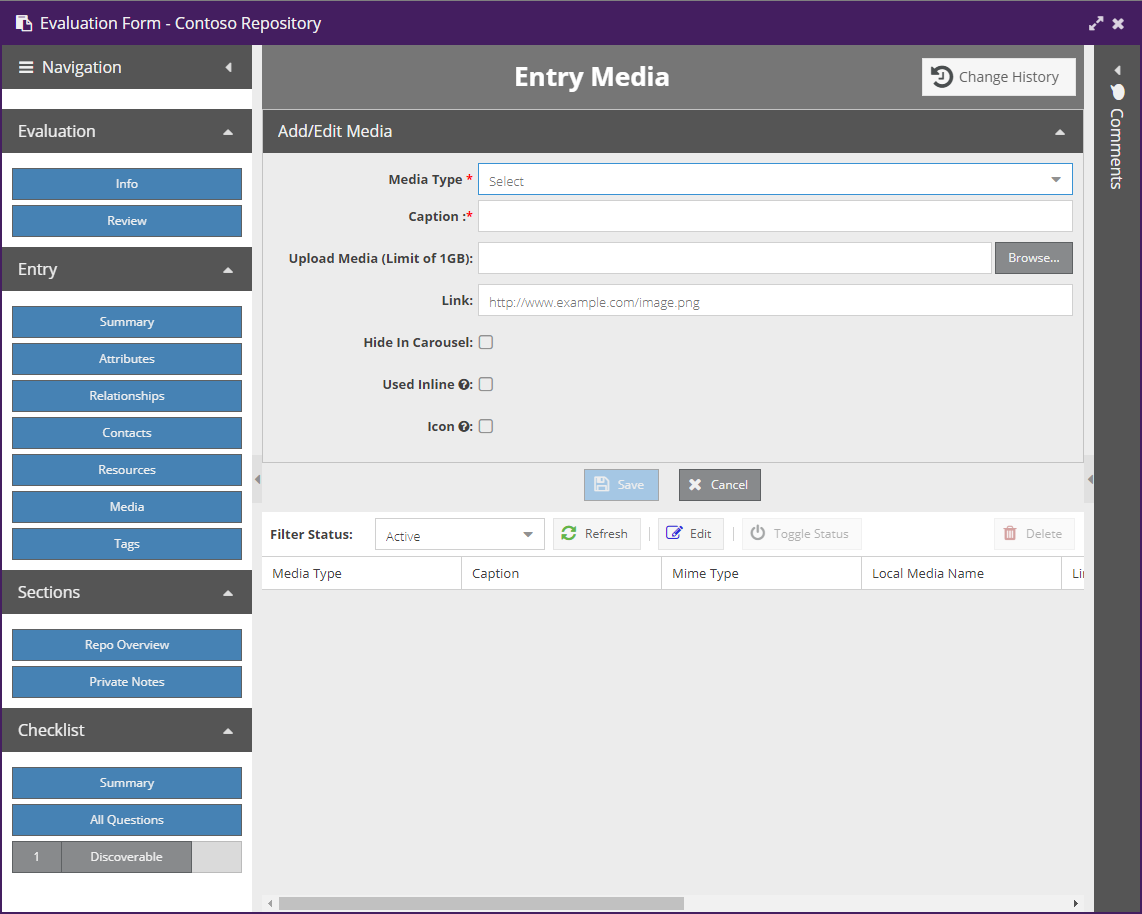 Evaluation Form - Contoso Repository
Navigation
Evaluation
Info
Review
Entry
Summary
Attributes
Relationships
Contacts
Resources
Media
Tags
Sections
Repo Overview
Private Notes
Checklist
Summary
All Questions
1 Discoverable
Entry Media
Change History
Add/Edit Media
Media Type * Select
Caption :*
Upload Media (Limit of 1GB): Browse...
Link: http://www.example.com/image.png
Hide In Carousel:
Used Inline ?:
Icon ?:
Save Cancel
Filter Status: Active Refresh Edit Toggle Status Delete
Media Type Caption Mime Type Local Media Name
Comments